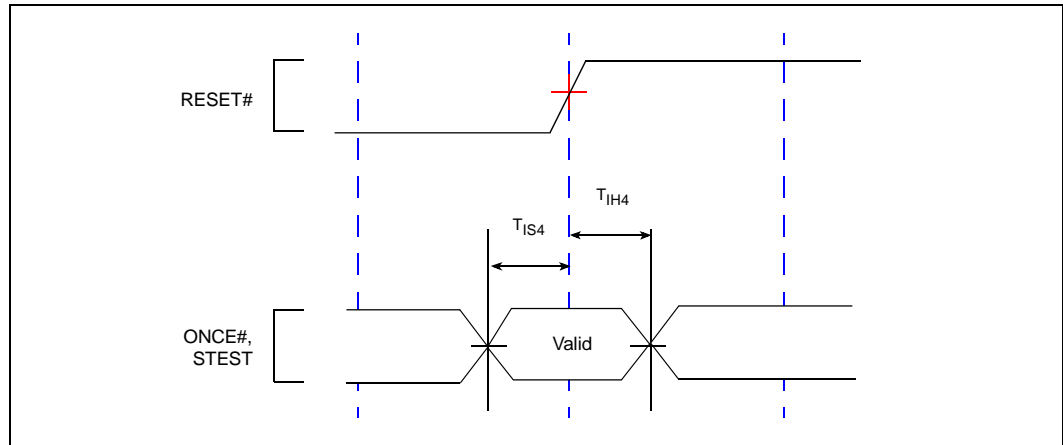 RESET#
TIH4
TIS4
ONCE#,
STEST
Valid